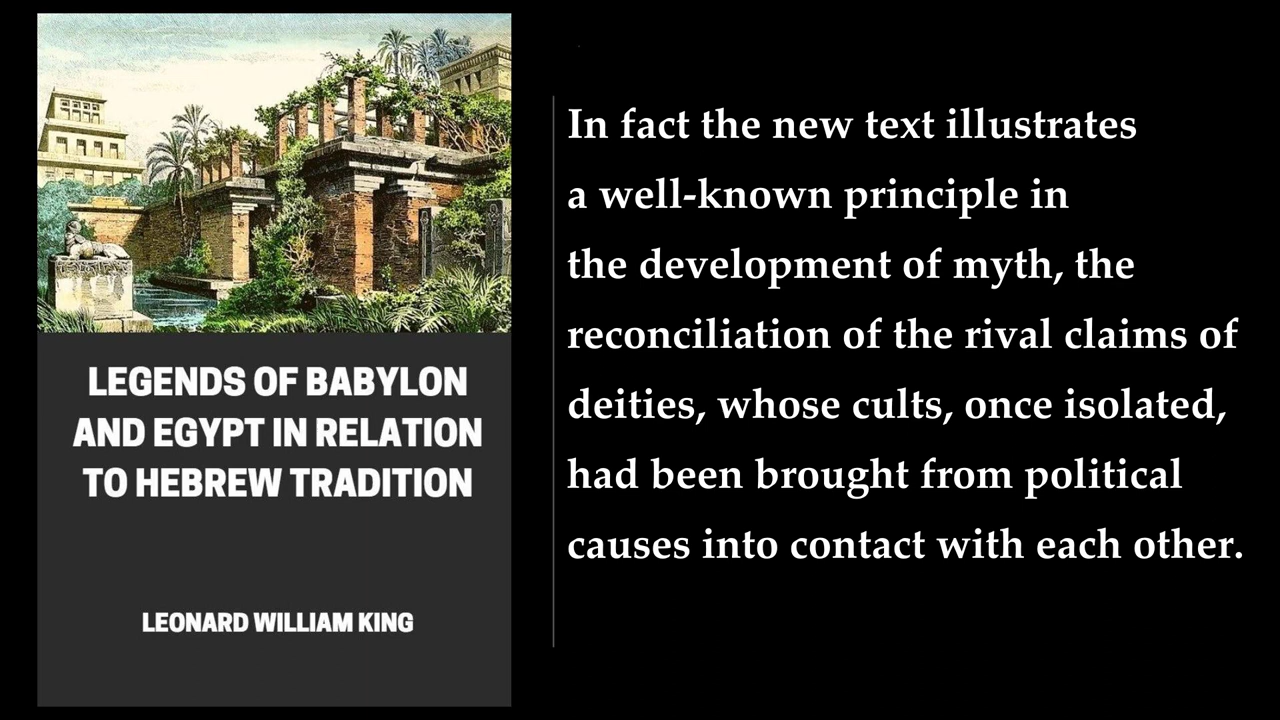 LEGENDS OF BABYLON
AND EGYPT IN RELATION
TO HEBREW TRADITION
LEONARD WILLIAM KING
In fact the new text illustrates
a well-known principle in
the development of myth, the
reconciliation of the rival claims of
deities, whose cults, once isolated,
had been brought from political
causes into contact with each other.